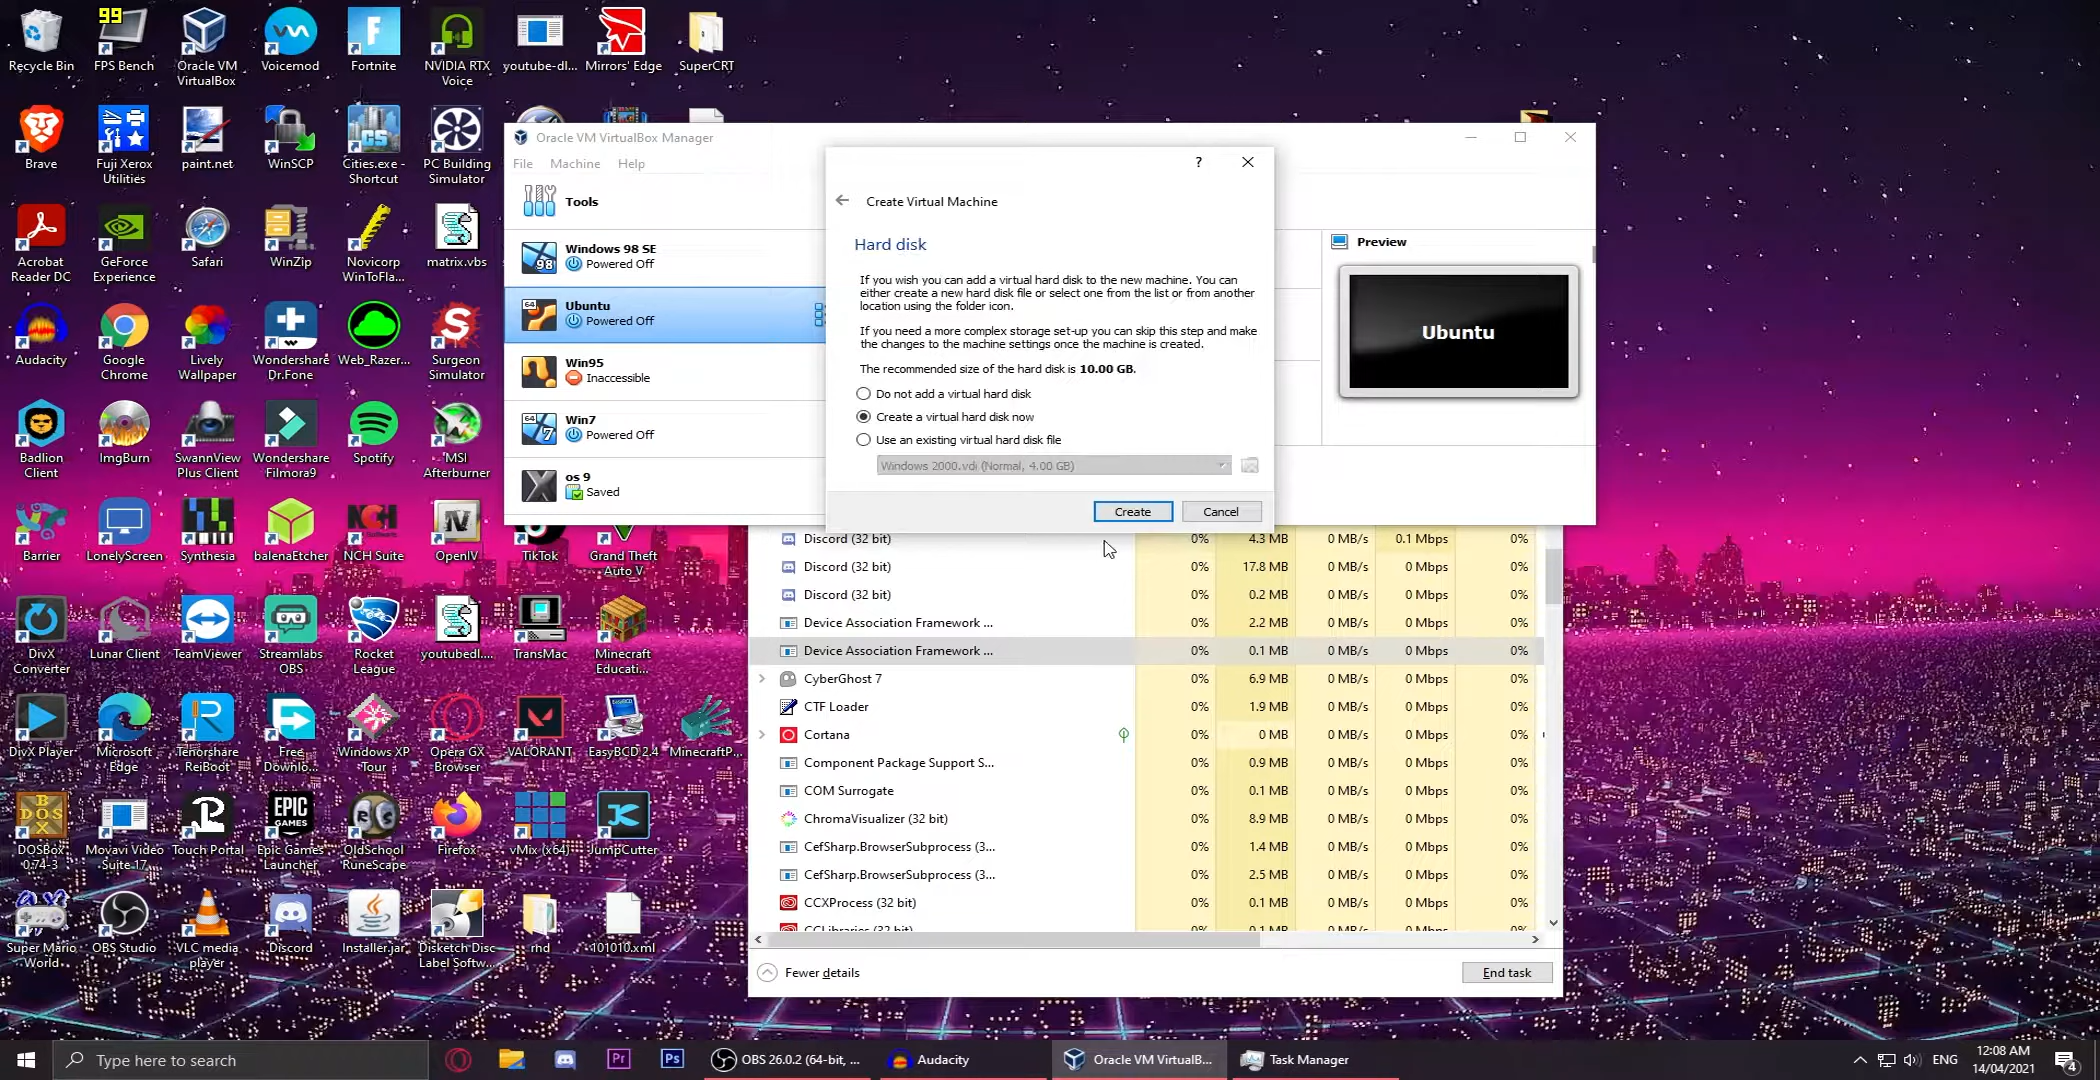 Recycle Bin
99
FPS Bench
Oracle VM
VirtualBox
Voicemod
Fortnite
NVIDIA RTX
Voice
youtube-dl...
Mirrors' Edge
SuperCRT
Brave
Fuji Xerox
Utilities
paint.net
WinSCP
Cities.exe -
Shortcut
PC Building
Simulator
Acrobat
Reader DC
GeForce
Experience
Safari
WinZip
Novicorp
WinToFla...
matrix.vbs
Audacity
Google
Chrome
Lively
Wallpaper
Wondershare
Dr.Fone
Web_Razer...
Surgeon
Simulator
Badlion
Client
ImgBurn
SwannView
Plus Client
Wondershare
Filmora9
Spotify
MSI
Afterburner
Barrier
LonelyScreen
Synthesia
balenaEtcher
NCH Suite
OpenIV
TikTok
Grand Theft
Auto V
DivX
Converter
Lunar Client
TeamViewer
Streamlabs
OBS
Rocket
League
youtubedl....
TransMac
Minecraft
Educati...
DivX Player
Microsoft
Edge
Tenorshare
ReiBoot
Free
Downlo...
Windows XP
Tour
Opera GX
Browser
VALORANT
EasyBCD 2.4
MinecraftP...
DOSBox
0.74-3
Movavi Video
Suite 17
Touch Portal
EPIC
GAMES
Epic Games
Launcher
OldSchool
RuneScape
Firefox
vMix (x64)
JumpCutter
Super Mario
World
OBS Studio
VLC media
player
Discord
Installer.jar
Disketch Disc
Label Softw...
rhd
101010.xml
Oracle VM VirtualBox Manager
File Machine Help
Tools
Windows 98 SE
Powered Off
Ubuntu
Powered Off
Win95
Inaccessible
Win7
Powered Off
os 9
Saved
Preview
Ubuntu
?
Create Virtual Machine
Hard disk
If you wish you can add a virtual hard disk to the new machine. You can
either create a new hard disk file or select one from the list or from another
location using the folder icon.
If you need a more complex storage set-up you can skip this step and make
the changes to the machine settings once the machine is created.
The recommended size of the hard disk is 10.00 GB.
Do not add a virtual hard disk
Create a virtual hard disk now
Use an existing virtual hard disk file
Windows 2000.vdi (Normal, 4.00 GB)
Create Cancel
Discord (32 bit) 0% 4.3 MB 0 MB/s 0.1 Mbps 0%
Discord (32 bit) 0% 17.8 MB 0 MB/s 0 Mbps 0%
Discord (32 bit) 0% 0.2 MB 0 MB/s 0 Mbps 0%
Device Association Framework ... 0% 2.2 MB 0 MB/s 0 Mbps 0%
Device Association Framework ... 0% 0.1 MB 0 MB/s 0 Mbps 0%
CyberGhost 7 0% 6.9 MB 0 MB/s 0 Mbps 0%
CTF Loader 0% 1.9 MB 0 MB/s 0 Mbps 0%
Cortana 0% 0 MB 0 MB/s 0 Mbps 0%
Component Package Support S... 0% 0.9 MB 0 MB/s 0 Mbps 0%
COM Surrogate 0% 0.1 MB 0 MB/s 0 Mbps 0%
ChromaVisualizer (32 bit) 0% 8.9 MB 0 MB/s 0 Mbps 0%
CefSharp.BrowserSubprocess (3... 0% 1.4 MB 0 MB/s 0 Mbps 0%
CefSharp.BrowserSubprocess (3... 0% 2.5 MB 0 MB/s 0 Mbps 0%
CCXProcess (32 bit) 0% 0.1 MB 0 MB/s 0 Mbps 0%
CCLibraries (32 bit) 0% 0.1 MB 0 MB/s 0 Mbps 0%
Fewer details
End task
Type here to search
Pr
Ps
OBS 26.0.2 (64-bit, ...
Audacity
Oracle VM VirtualB...
Task Manager
ENG
12:08 AM
14/04/2021
4